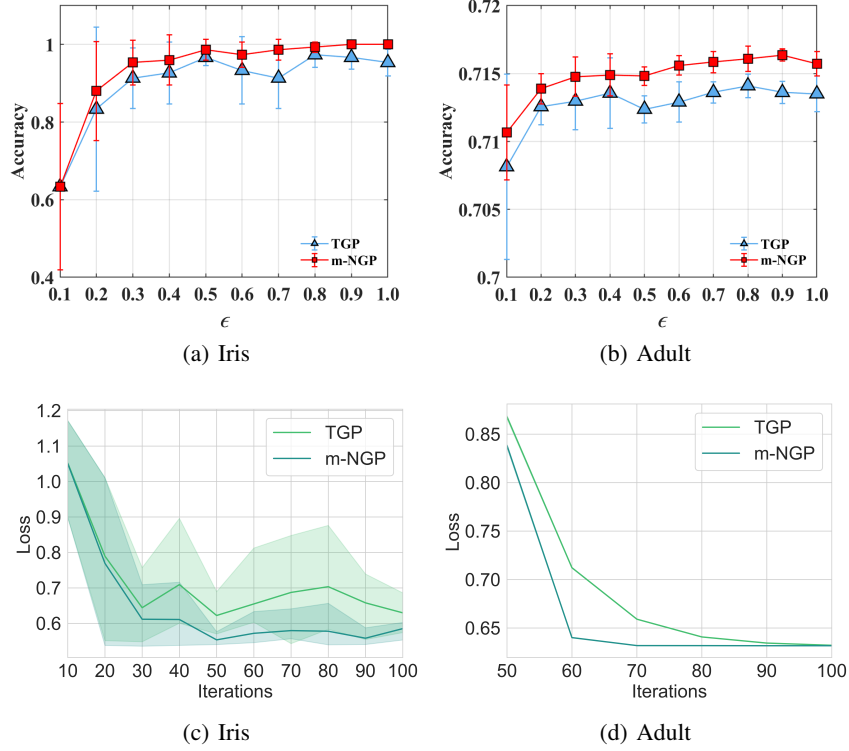 1
0.8
0.6
0.4
Accuracy
TGP
m-NGP
0.1 0.2 0.3 0.4 0.5 0.6 0.7 0.8 0.9 1.0
ϵ
(a) Iris
0.72
0.715
0.71
0.705
0.7
Accuracy
TGP
m-NGP
0.1 0.2 0.3 0.4 0.5 0.6 0.7 0.8 0.9 1.0
ϵ
(b) Adult
1.2
1.1
1.0
0.9
0.8
0.7
0.6
Loss
TGP
m-NGP
10 20 30 40 50 60 70 80 90 100
Iterations
(c) Iris
0.85
0.80
0.75
0.70
0.65
Loss
TGP
m-NGP
50 60 70 80 90 100
Iterations
(d) Adult